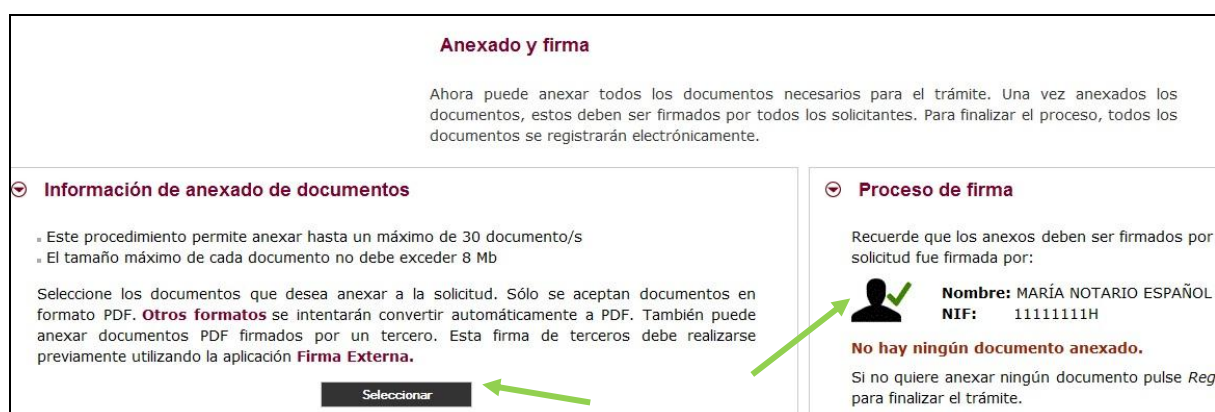 Anexado y firma
Ahora puede anexar todos los documentos necesarios para el trámite. Una vez anexados los
documentos, estos deben ser firmados por todos los solicitantes. Para finalizar el proceso, todos los
documentos se registrarán electrónicamente.
Información de anexado de documentos
Este procedimiento permite anexar hasta un máximo de 30 documento/s
El tamaño máximo de cada documento no debe exceder 8 Mb
Seleccione los documentos que desea anexar a la solicitud. Sólo se aceptan documentos en
formato PDF. Otros formatos se intentarán convertir automáticamente a PDF. También puede
anexar documentos PDF firmados por un tercero. Esta firma de terceros debe realizarse
previamente utilizando la aplicación Firma Externa.
Seleccionar
Proceso de firma
Recuerde que los anexos deben ser firmados por
solicitud fue firmada por:
Nombre: MARÍA NOTARIO ESPAÑOL
NIF: 11111111H
No hay ningún documento anexado.
Si no quiere anexar ningún documento pulse Reg
para finalizar el trámite.